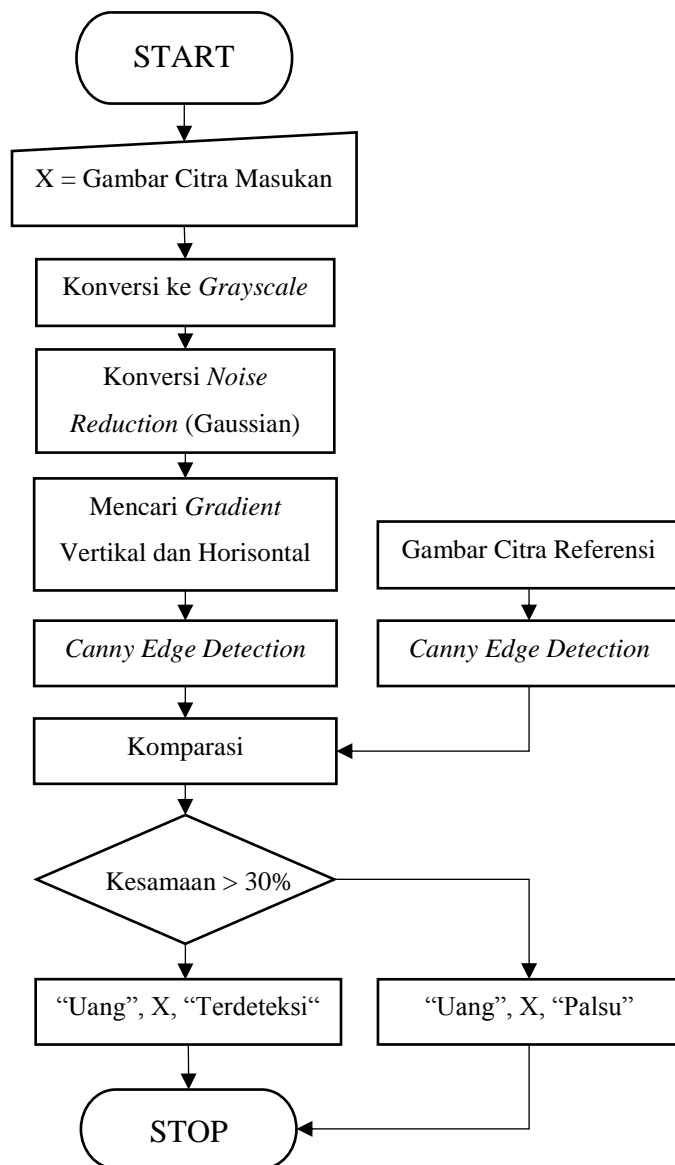 START
X = Gambar Citra Masukan
Konversi ke Grayscale
Konversi Noise
Reduction (Gaussian)
Mencari Gradient
Vertikal dan Horisontal
Gambar Citra Referensi
Canny Edge Detection
Canny Edge Detection
Komparasi
Kesamaan > 30%
“Uang”, X, “Terdeteksi“
“Uang”, X, “Palsu”
STOP